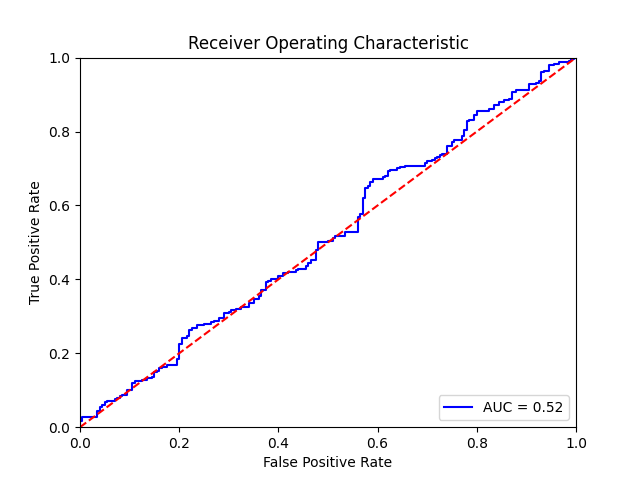 Receiver Operating Characteristic
1.0
0.8
0.6
0.4
0.2
0.0
True Positive Rate
AUC = 0.52
0.0 0.2 0.4 0.6 0.8 1.0
False Positive Rate